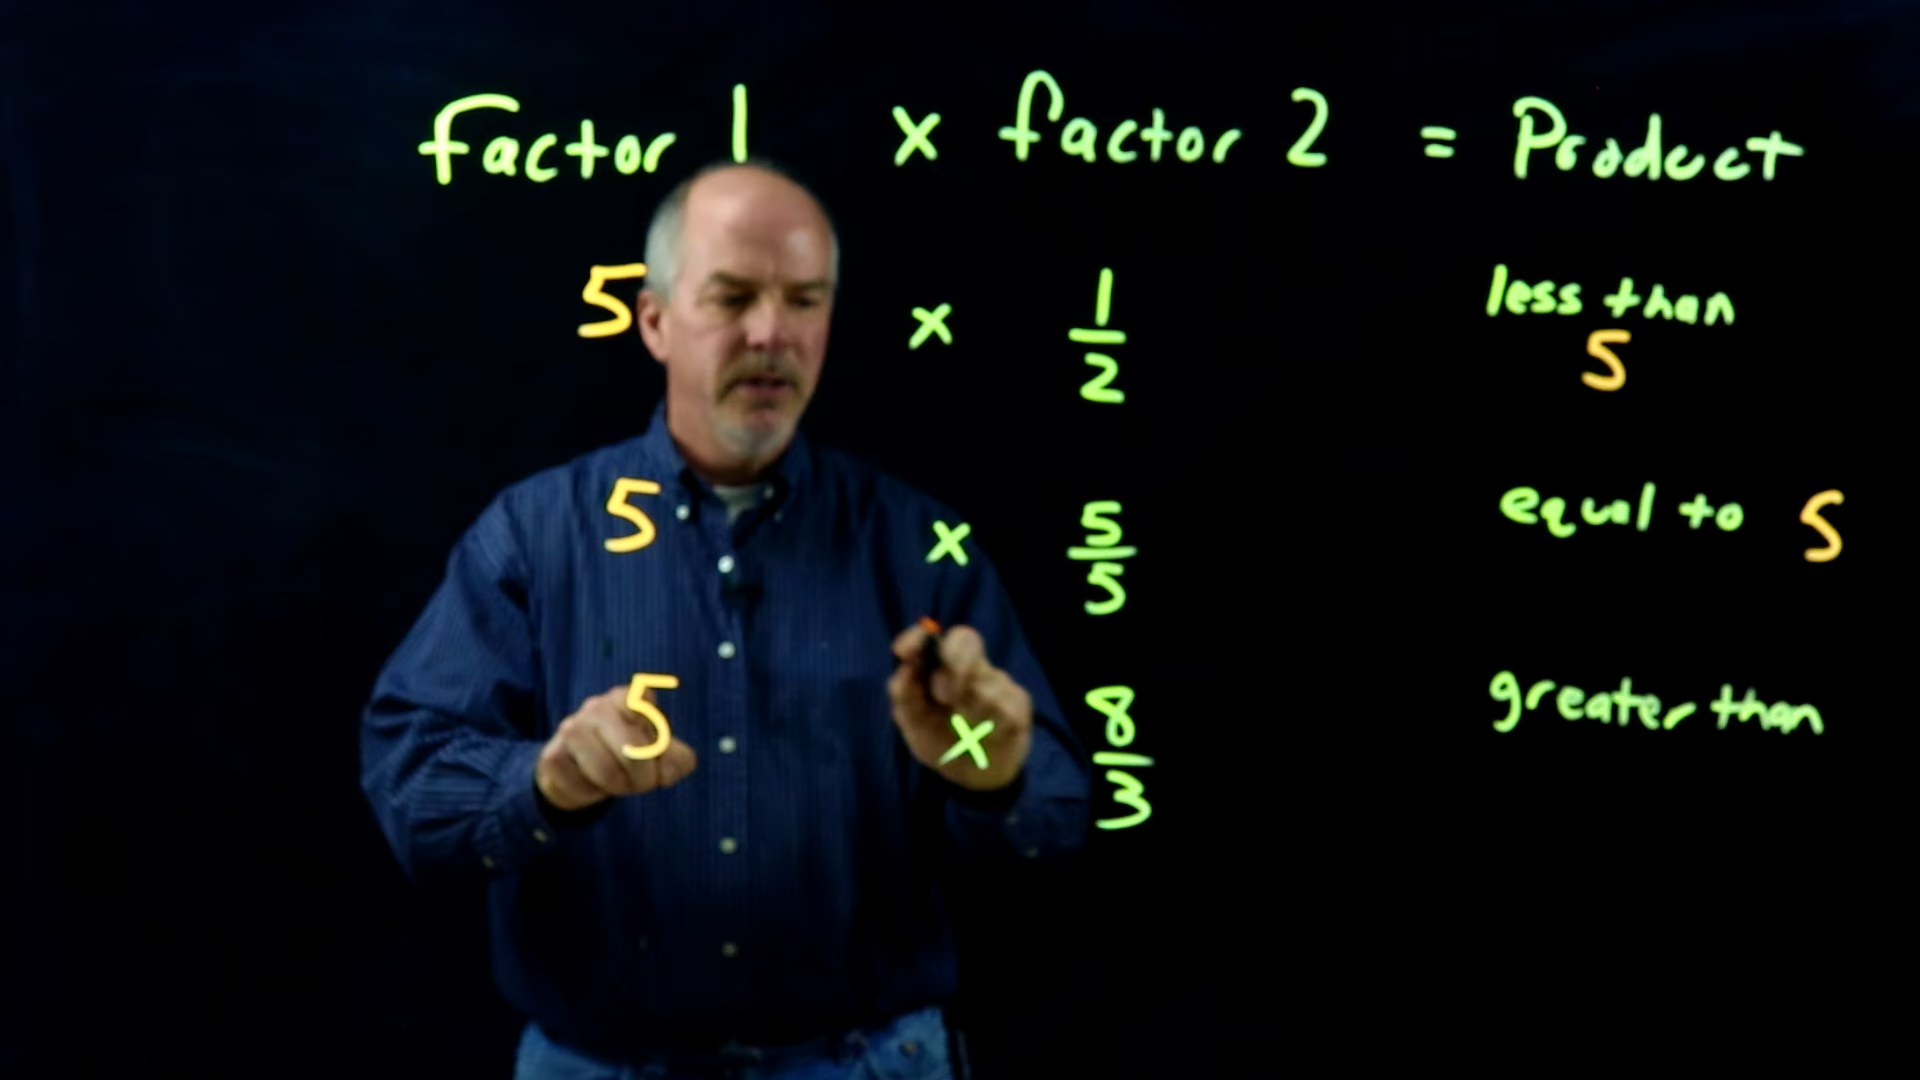 factor 1 x factor 2 = Product
5 x 1/2 less than 5
5 x 5/5 equal to 5
5 x 8/3 greater than